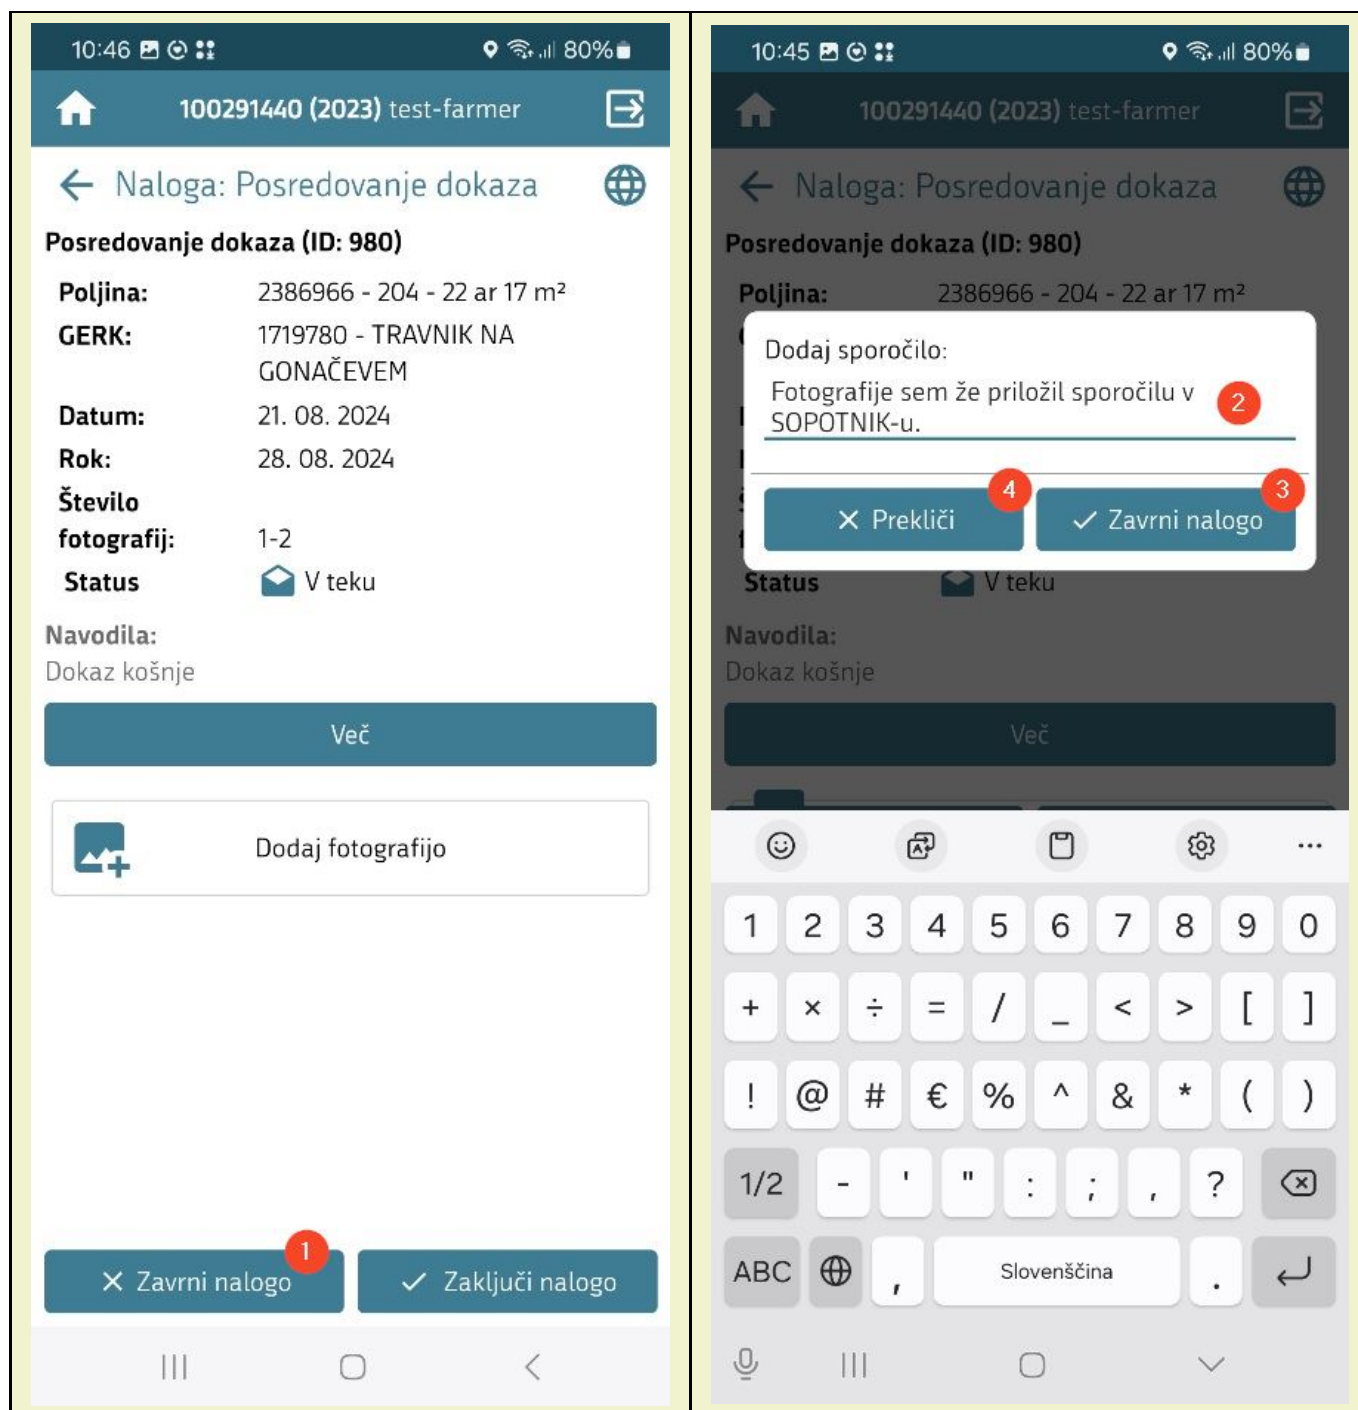 10:46 80%
100291440 (2023) test-farmer
Naloga: Posredovanje dokaza
Posredovanje dokaza (ID: 980)
Poljina: 2386966 - 204 - 22 ar 17 m²
GERK: 1719780 - TRAVNIK NA
GONAČEVEM
Datum: 21. 08. 2024
Rok: 28. 08. 2024
Število
fotografij: 1-2
Status V teku
Navodila:
Dokaz košnje
Več
Dodaj fotografijo
1
Zavrni nalogo Zaključi nalogo
10:45 80%
100291440 (2023) test-farmer
Naloga: Posredovanje dokaza
Posredovanje dokaza (ID: 980)
Poljina: 2386966 - 204 - 22 ar 17 m²
Dodaj sporočilo:
Fotografije sem že priložil sporočilu v
SOPOTNIK-u.
2
4 3
Prekliči Zavrni nalogo
Status V teku
Navodila:
Dokaz košnje
Več
1 2 3 4 5 6 7 8 9 0
+ × ÷ = / _ < > [ ]
! @ # € % ^ & * ( )
1/2 - ' " : ; , ?
ABC , Slovenščina .